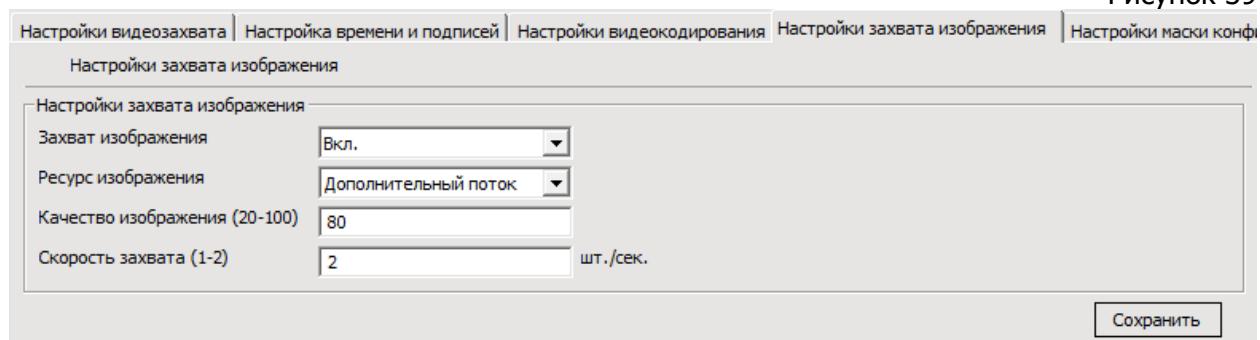 Рисунок 39
Настройки видеозахвата Настройка времени и подписей Настройки видеокодирования Настройки захвата изображения Настройки маски
Настройки захвата изображения
Настройки захвата изображения
Захват изображения Вкл.
Ресурс изображения Дополнительный поток
Качество изображения (20-100) 80
Скорость захвата (1-2) 2 шт./сек.
Сохранить